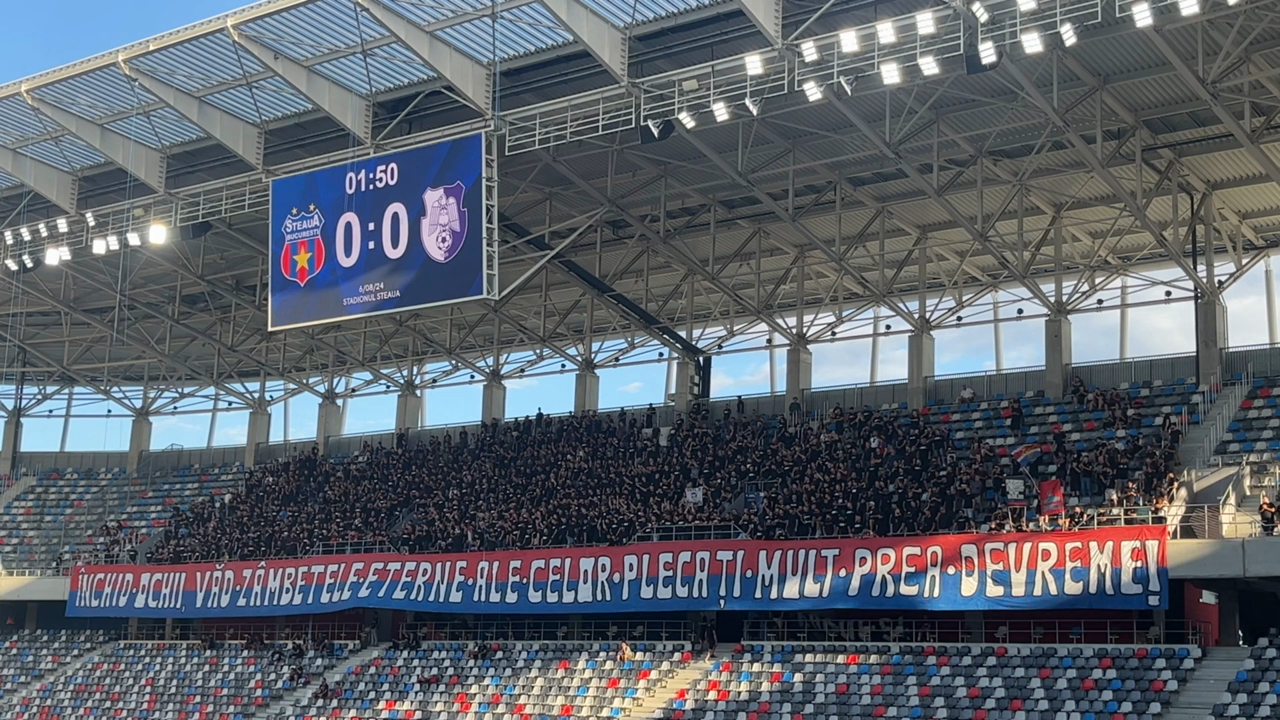 01:50
STEAUA
BUCUREȘTI
0:0
6/08/24
STADIONUL STEAUA
ÎNCHID·OCHII, VĂD·ZÂMBETELE·ETERNE·ALE·CELOR·PLECAȚI·MULT·PREA·DEVREME!